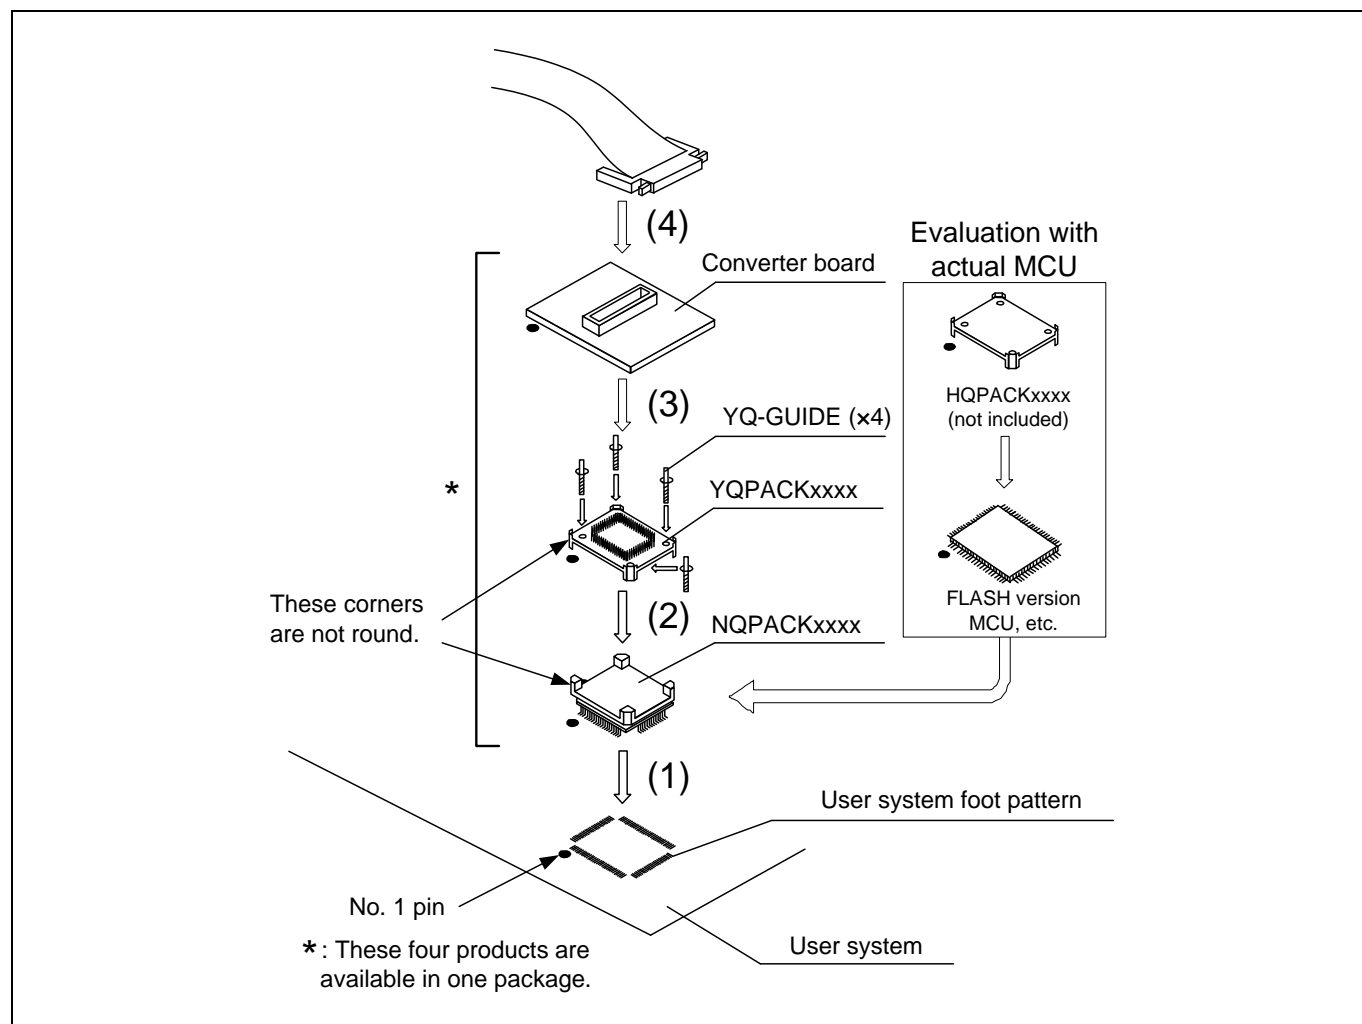 (4)
Evaluation with
actual MCU
Converter board
HQPACKxxxx
(not included)
(3)
YQ-GUIDE (×4)
*
YQPACKxxxx
FLASH version
MCU, etc.
These corners
are not round.
(2)
NQPACKxxxx
(1)
User system foot pattern
No. 1 pin
User system
* : These four products are
available in one package.